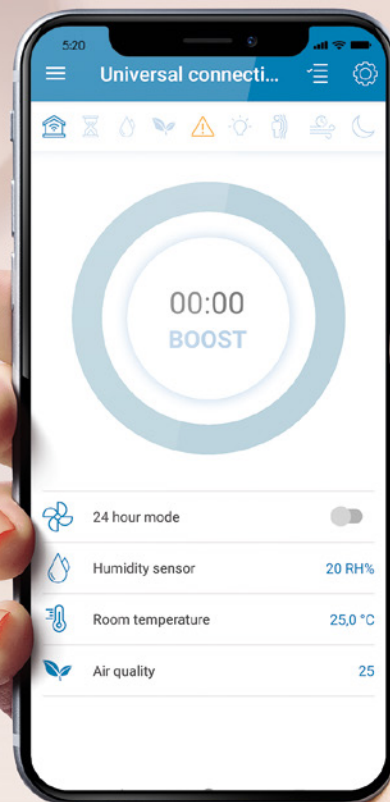 5:20
Universal connecti...
00:00
BOOST
24 hour mode
Humidity sensor 20 RH%
Room temperature 25,0 °C
Air quality 25